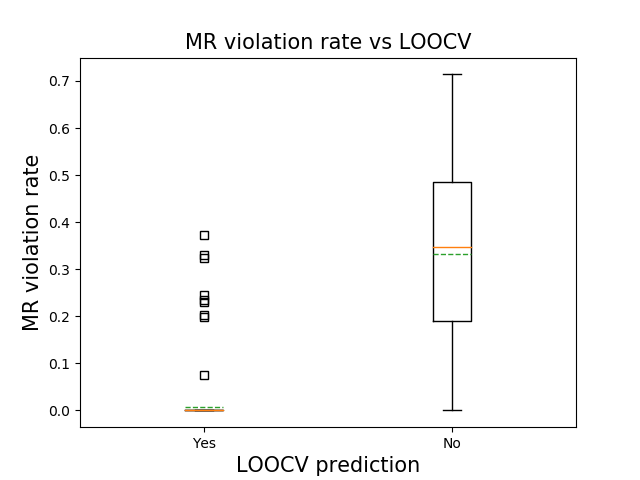 MR violation rate vs LOOCV
MR violation rate
0.7
0.6
0.5
0.4
0.3
0.2
0.1
0.0
Yes
No
LOOCV prediction